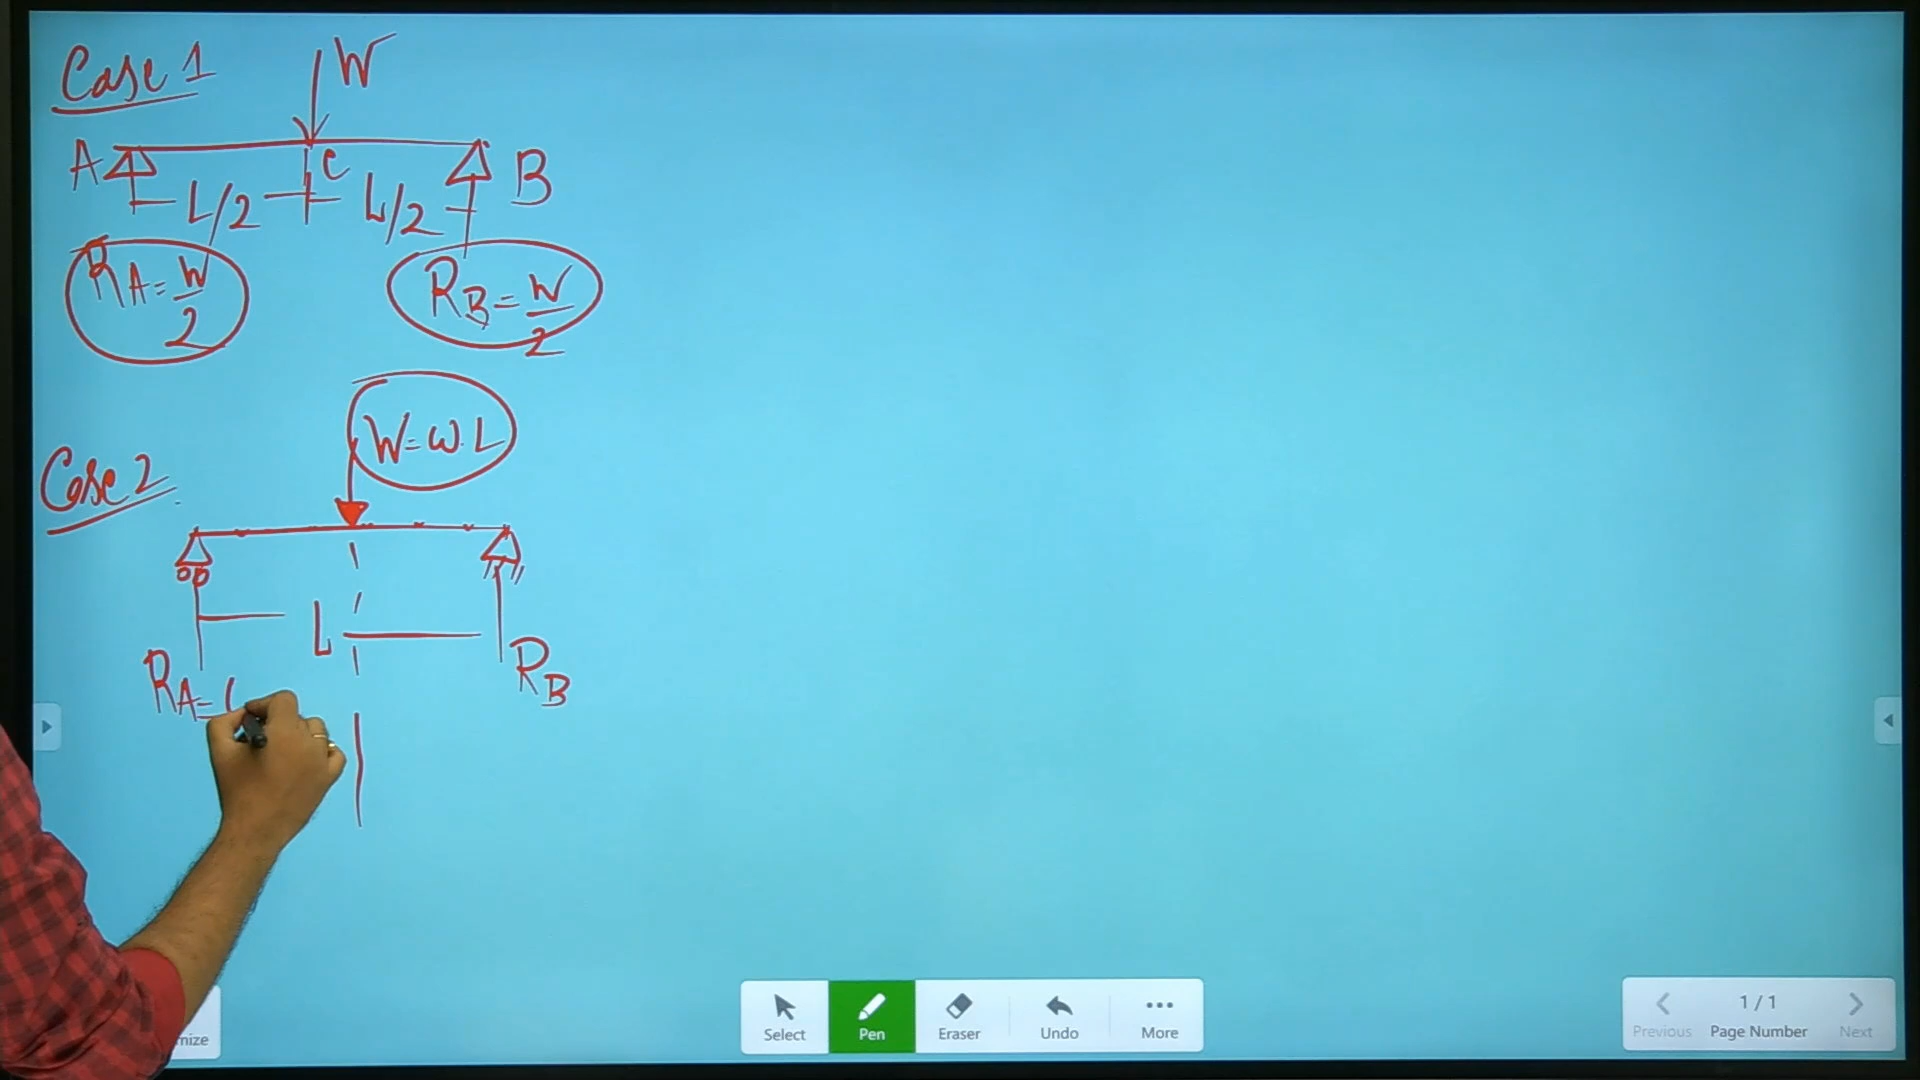 Case 1
W
A
C
B
L/2
L/2
RA = W/2
RB = W/2
W = ω.L
Case 2
L
RA =
RB
Select
Pen
Eraser
Undo
More
1 / 1
Previous
Page Number
Next